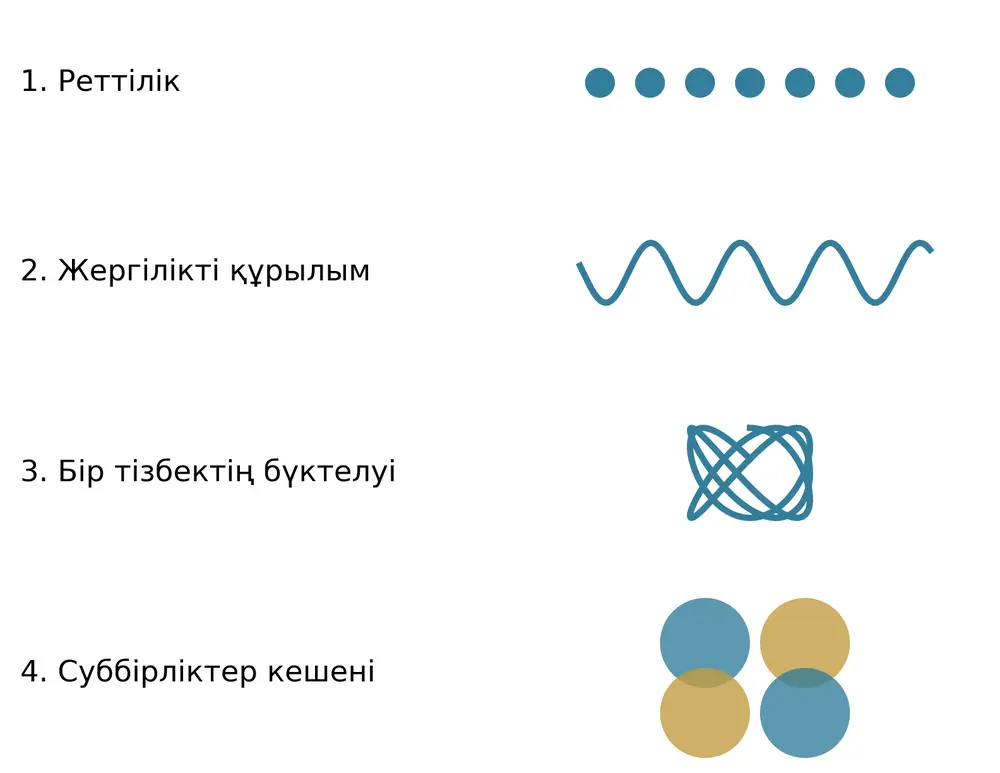 1. Реттілік
2. Жергілікті құрылым
3. Бір тізбектің бүктелуі
4. Суббірліктер кешені